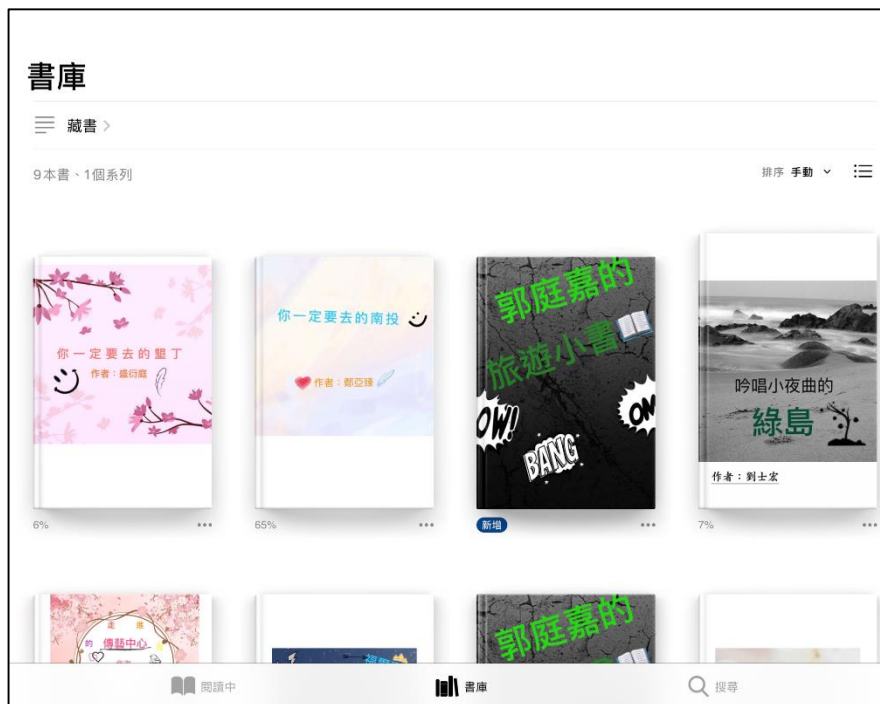 書庫
藏書
9本書、1個系列
排序 手動
你一定要去的墾丁
作者：盛衍庭
你一定要去的南投
作者：鄭亞臻
郭庭嘉的
旅遊小書
OW!
BANG
吟唱小夜曲的
綠島
作者：劉士宏
6%
65%
新增
7%
走進
的傳藝中心
郭庭嘉的
閱讀中
書庫
搜尋